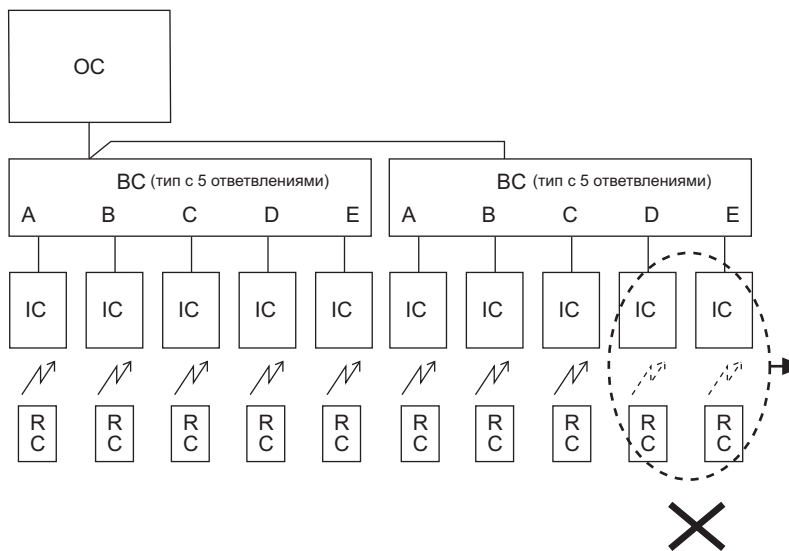 OC
BC (тип с 5 ответвлениями)
BC (тип с 5 ответвлениями)
A B C D E
A B C D E
IC IC IC IC IC IC IC IC IC IC
R R R R R R R R R R
C C C C C C C C C C